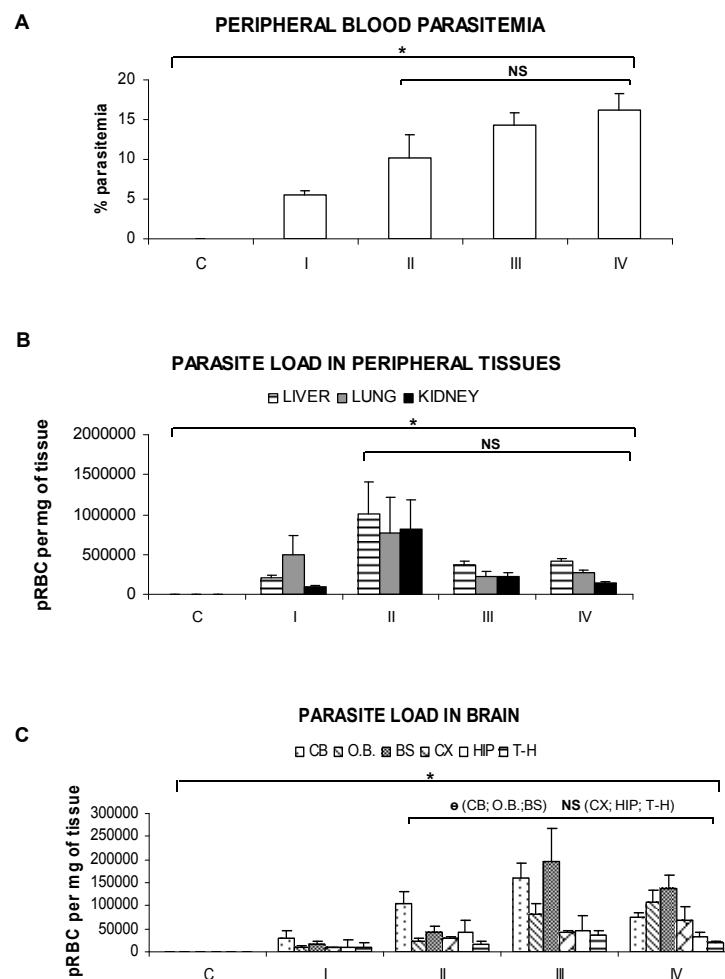 A
PERIPHERAL BLOOD PARASITEMIA
*
NS
20
15
10
5
0
% parasitemia
C I II III IV
B
PARASITE LOAD IN PERIPHERAL TISSUES
LIVER LUNG KIDNEY
*
NS
2000000
1500000
1000000
500000
0
pRBC per mg of tissue
C I II III IV
PARASITE LOAD IN BRAIN
C
CB O.B. BS CX HIP T-H
*
ɵ (CB; O.B.;BS) NS (CX; HIP; T-H)
300000
250000
200000
150000
100000
50000
0
pRBC per mg of tissue
C I II III IV